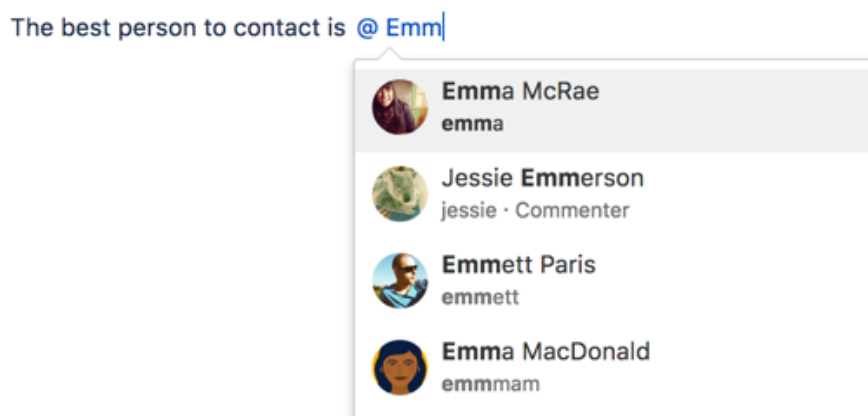 The best person to contact is @ Emm
Emma McRae
emma
Jessie Emmerson
jessie · Commenter
Emmett Paris
emmett
Emma MacDonald
emmmam